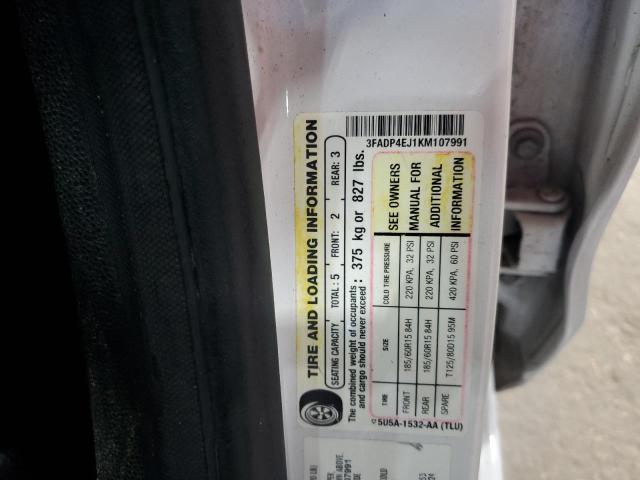 3FADP4EJ1KM107991
TIRE AND LOADING INFORMATION
SEATING CAPACITY TOTAL: 5 FRONT: 2 REAR: 3
The combined weight of occupants and cargo should never exceed: 375 kg or 827 lbs.
TIRE SIZE COLD TIRE PRESSURE SEE OWNERS
FRONT 185/60R15 84H 220 KPA, 32 PSI MANUAL FOR
REAR 185/60R15 84H 220 KPA, 32 PSI ADDITIONAL
SPARE T125/80D15 95M 420 KPA, 60 PSI INFORMATION
5U5A-1532-AA (TLU)